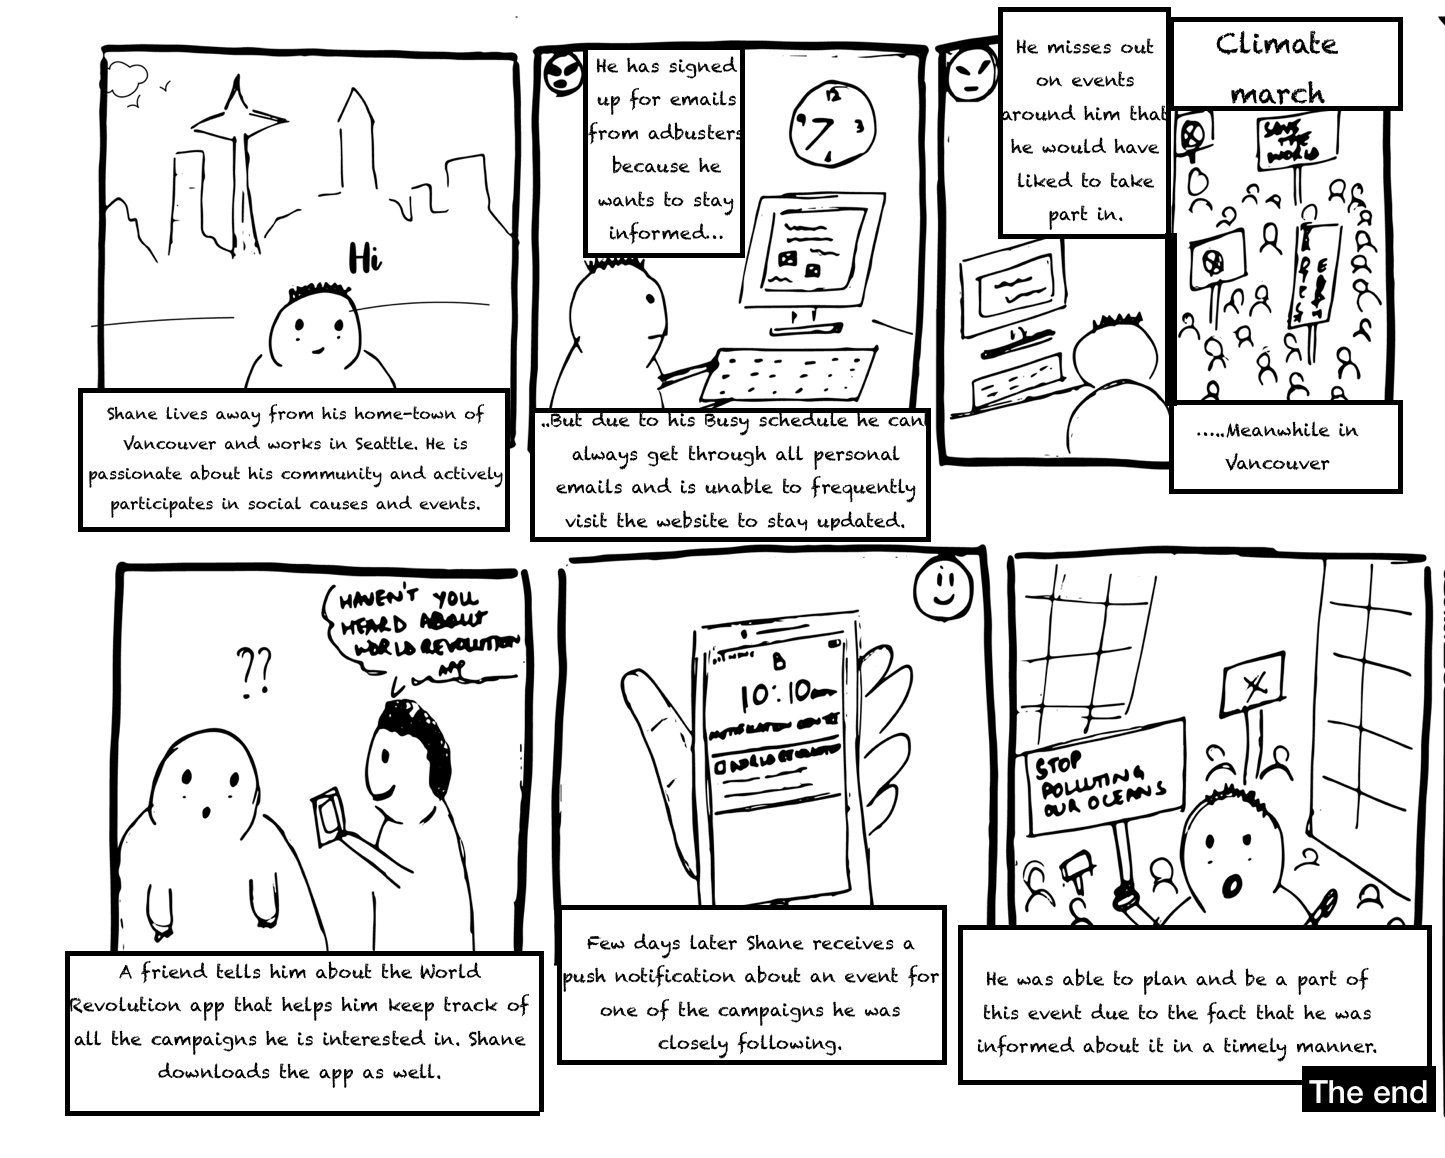 Hi
Shane lives away from his home-town of
Vancouver and works in Seattle. He is
passionate about his community and actively
participates in social causes and events.
He has signed
up for emails
from adbusters
because he
wants to stay
informed...
12
9
3
..But due to his Busy schedule he can
always get through all personal
emails and is unable to frequently
visit the website to stay updated.
He misses out
on events
around him that
he would have
liked to take
part in.
Climate
march
SAVE
THE
WORLD
.....Meanwhile in
Vancouver
??
HAVEN'T YOU
HEARD ABOUT
WORLD REVOLUTION
APP
A friend tells him about the World
Revolution app that helps him keep track of
all the campaigns he is interested in. Shane
downloads the app as well.
10:10
NOTIFICATION
WORLD REVOLUTION
Few days later Shane receives a
push notification about an event for
one of the campaigns he was
closely following.
STOP
POLLUTING
OUR OCEANS
He was able to plan and be a part of
this event due to the fact that he was
informed about it in a timely manner.
The end